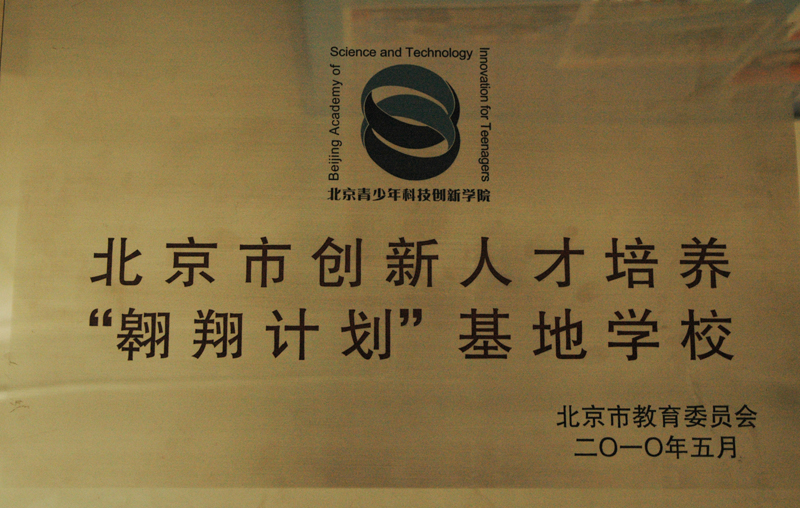 Beijing Academy of
Science and Technology
Innovation for Teenagers
北京青少年科技创新学院
北京市创新人才培养
“翱翔计划”基地学校
北京市教育委员会
二〇一〇年五月